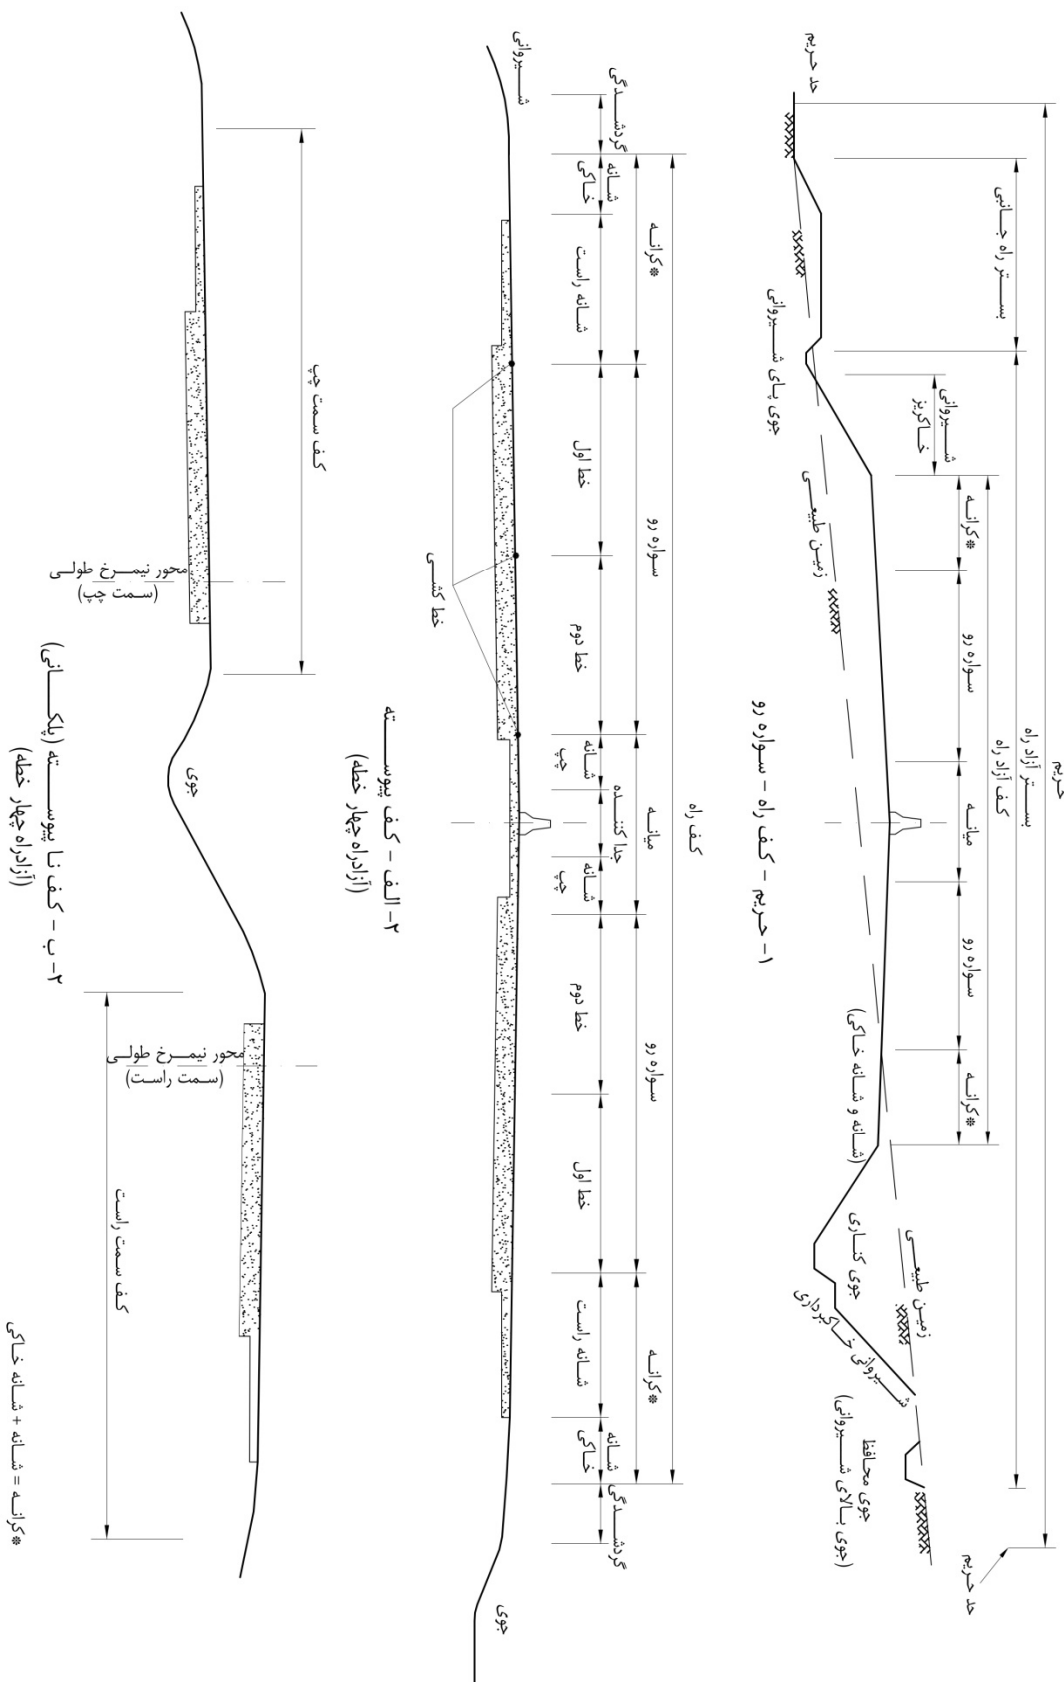 حریم
بستر آزاد راه
کف آزاد راه
بستر راه جانبی
شیروانی
خاکریز
کرانه*
سواره رو
میانه
سواره رو
کرانه*
حد حریم
جوی پای شیروانی
زمین طبیعی
(شانه و شانه خاکی)
جوی کناری
شیروانی خاکبرداری
زمین طبیعی
جوی محافظ
(جوی بالای شیروانی)
حد حریم
۱- حریم - کف راه - سواره رو
کف راه
کرانه*
سواره رو
میانه
سواره رو
کرانه*
شیروانی
گردشدگی
شانه
خاکی
شانه راست
خط اول
خط دوم
شانه
چپ
جدا کننده
شانه
چپ
خط دوم
خط اول
شانه راست
شانه
خاکی
گردشدگی
جوی
خط کشی
۲- الف - کف پیوسته
(آزادراه چهار خطه)
کف سمت چپ
محور نیمرخ طولی
(سمت چپ)
جوی
محور نیمرخ طولی
(سمت راست)
کف سمت راست
۲- ب - کف نا پیوسته (پلکانی)
(آزادراه چهار خطه)
*کرانه = شانه + شانه خاکی